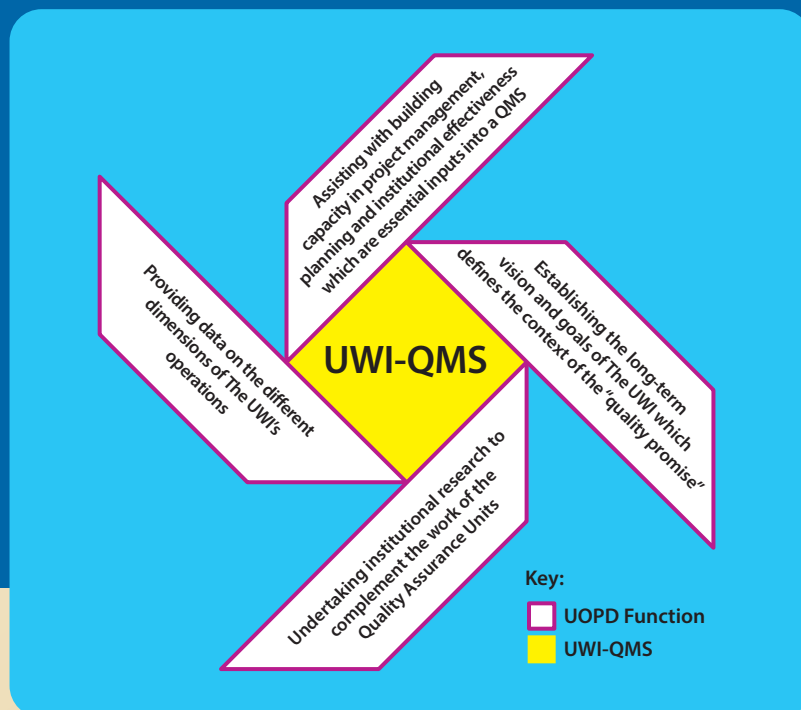 Assisting with building
capacity in project management,
planning and institutional effectiveness
which are essential inputs into a QMS
Establishing the long-term
vision and goals of The UWI which
defines the context of the “quality promise”
Providing data on the different
dimensions of The UWI's
operations
UWI-QMS
Undertaking institutional research to
complement the work of the
Quality Assurance Units
Key:
UOPD Function
UWI-QMS